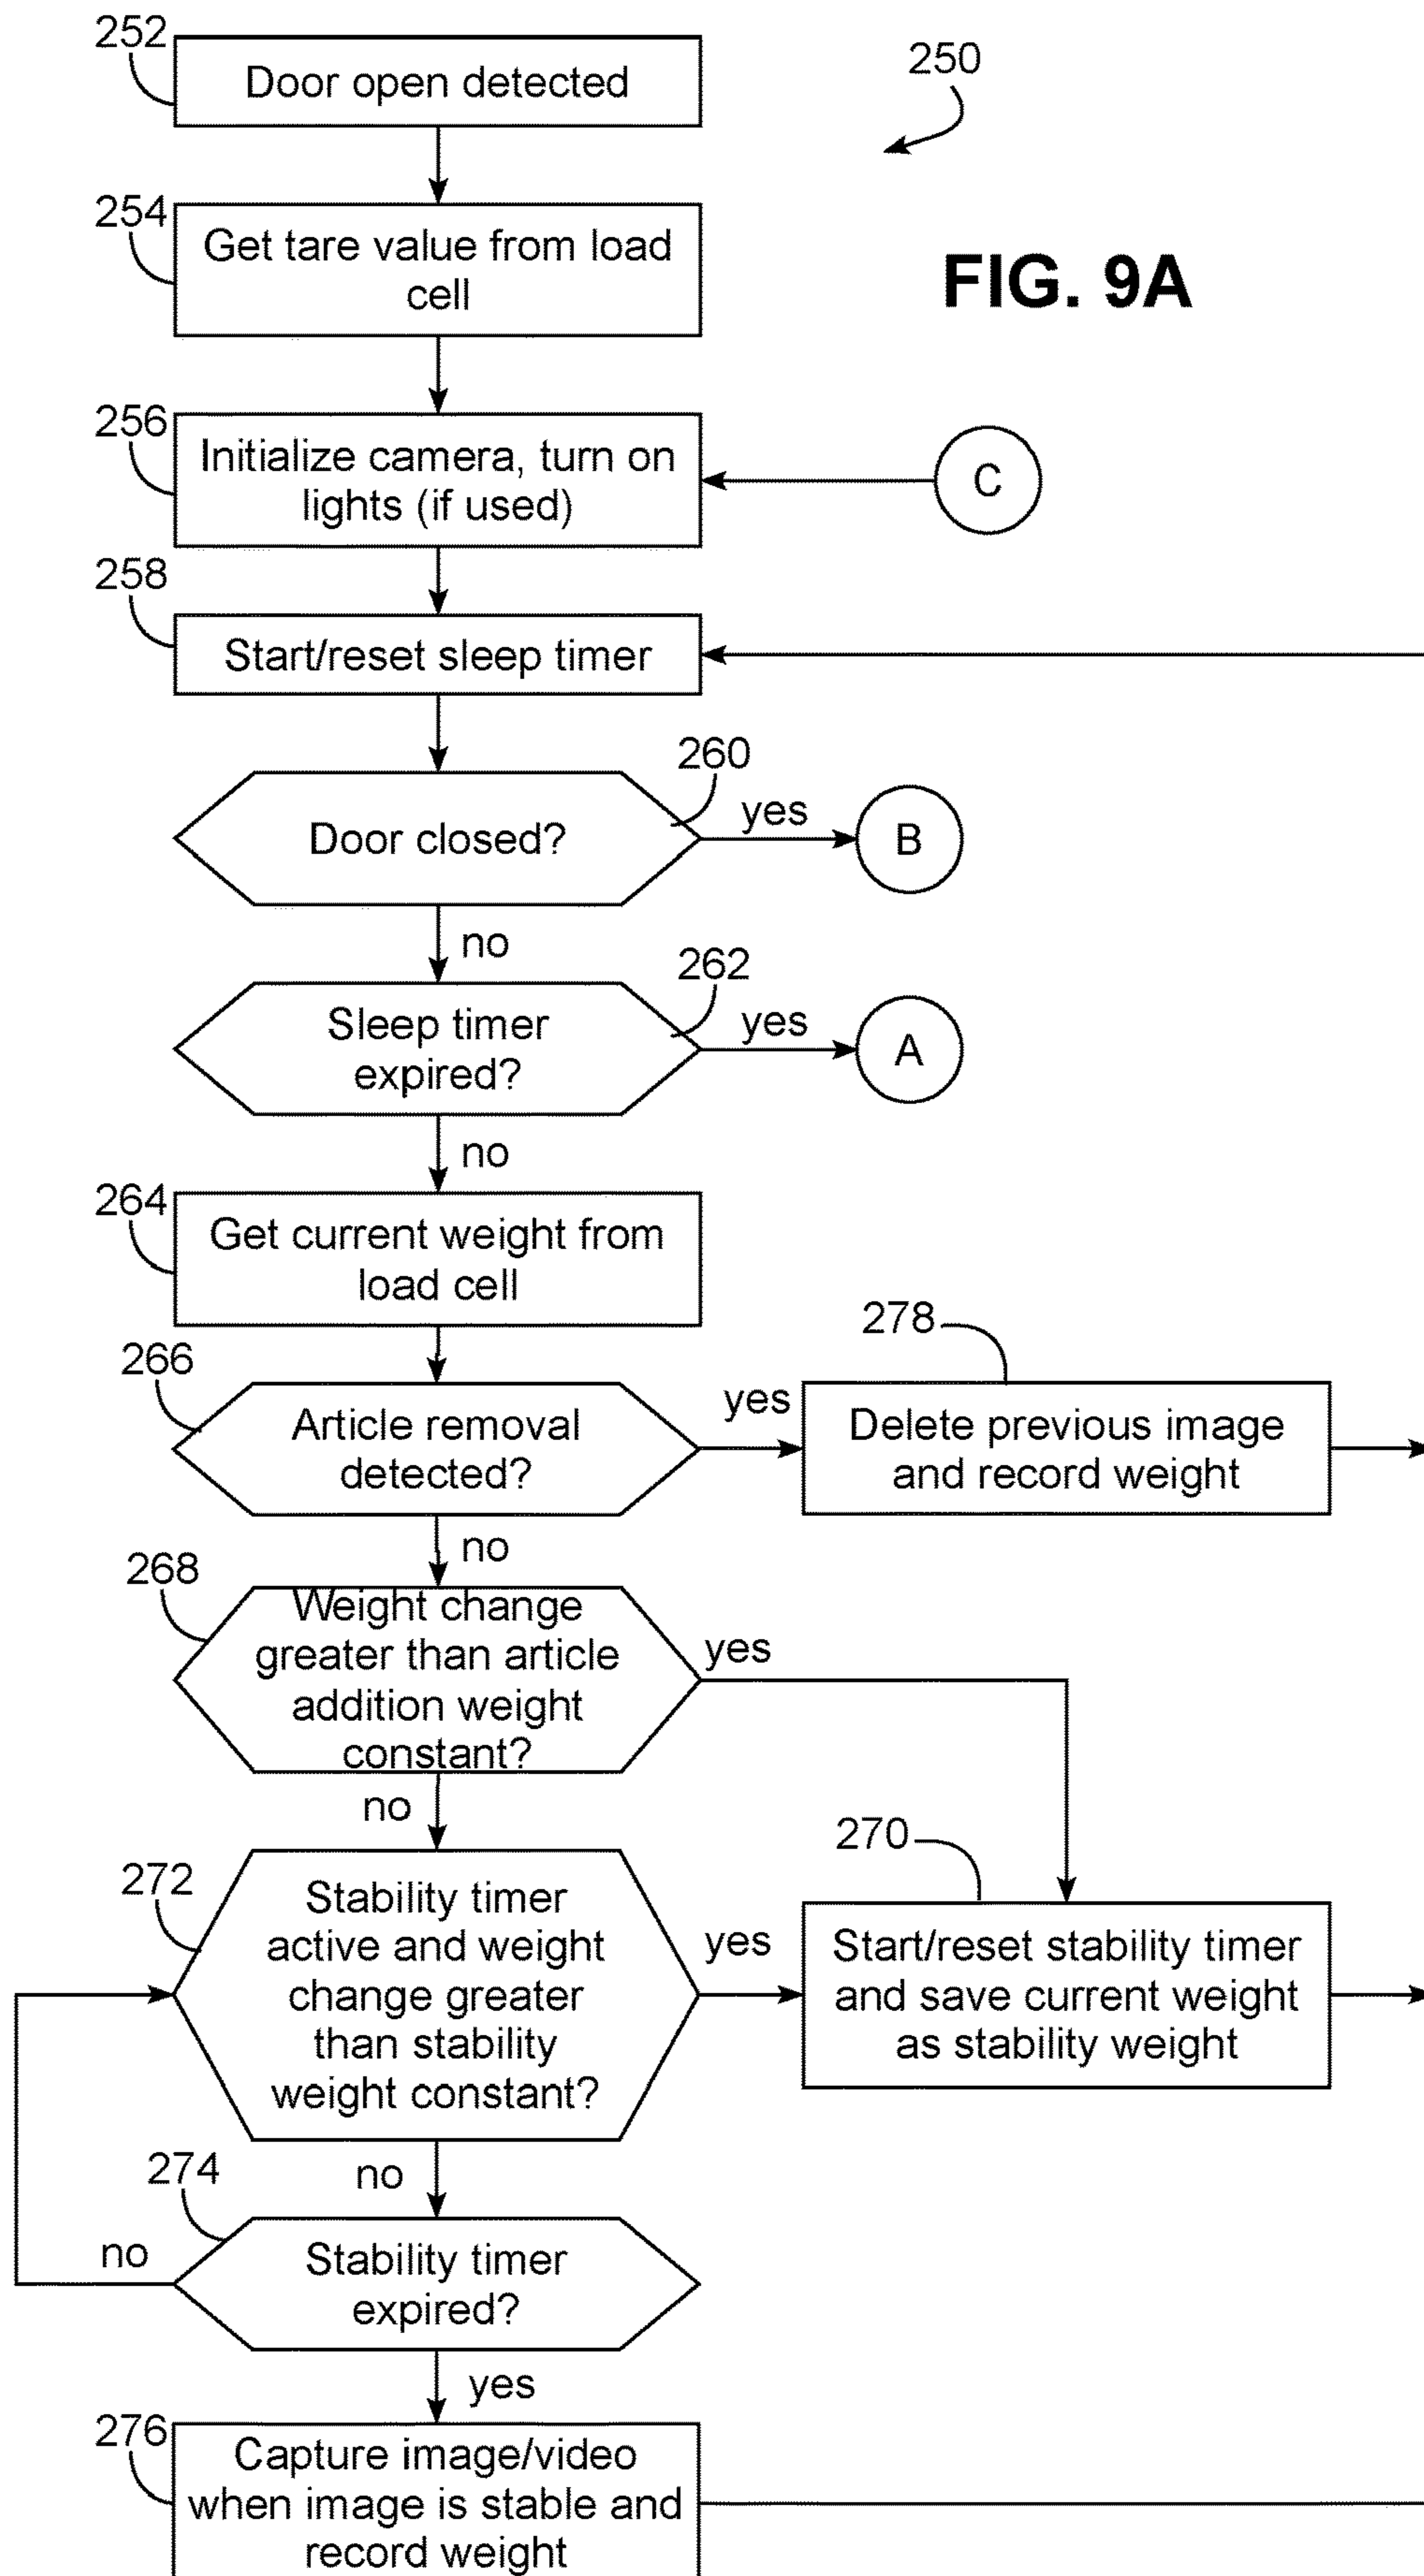 252
Door open detected
250
254
Get tare value from load
cell
FIG. 9A
256
Initialize camera, turn on
lights (if used)
C
258
Start/reset sleep timer
260
Door closed?
yes
B
no
262
Sleep timer
expired?
yes
A
no
264
Get current weight from
load cell
266
Article removal
detected?
yes
278
Delete previous image
and record weight
no
268
Weight change
greater than article
addition weight
constant?
yes
no
270
272
Stability timer
active and weight
change greater
than stability
weight constant?
yes
Start/reset stability timer
and save current weight
as stability weight
no
274
Stability timer
expired?
no
yes
276
Capture image/video
when image is stable and
record weight